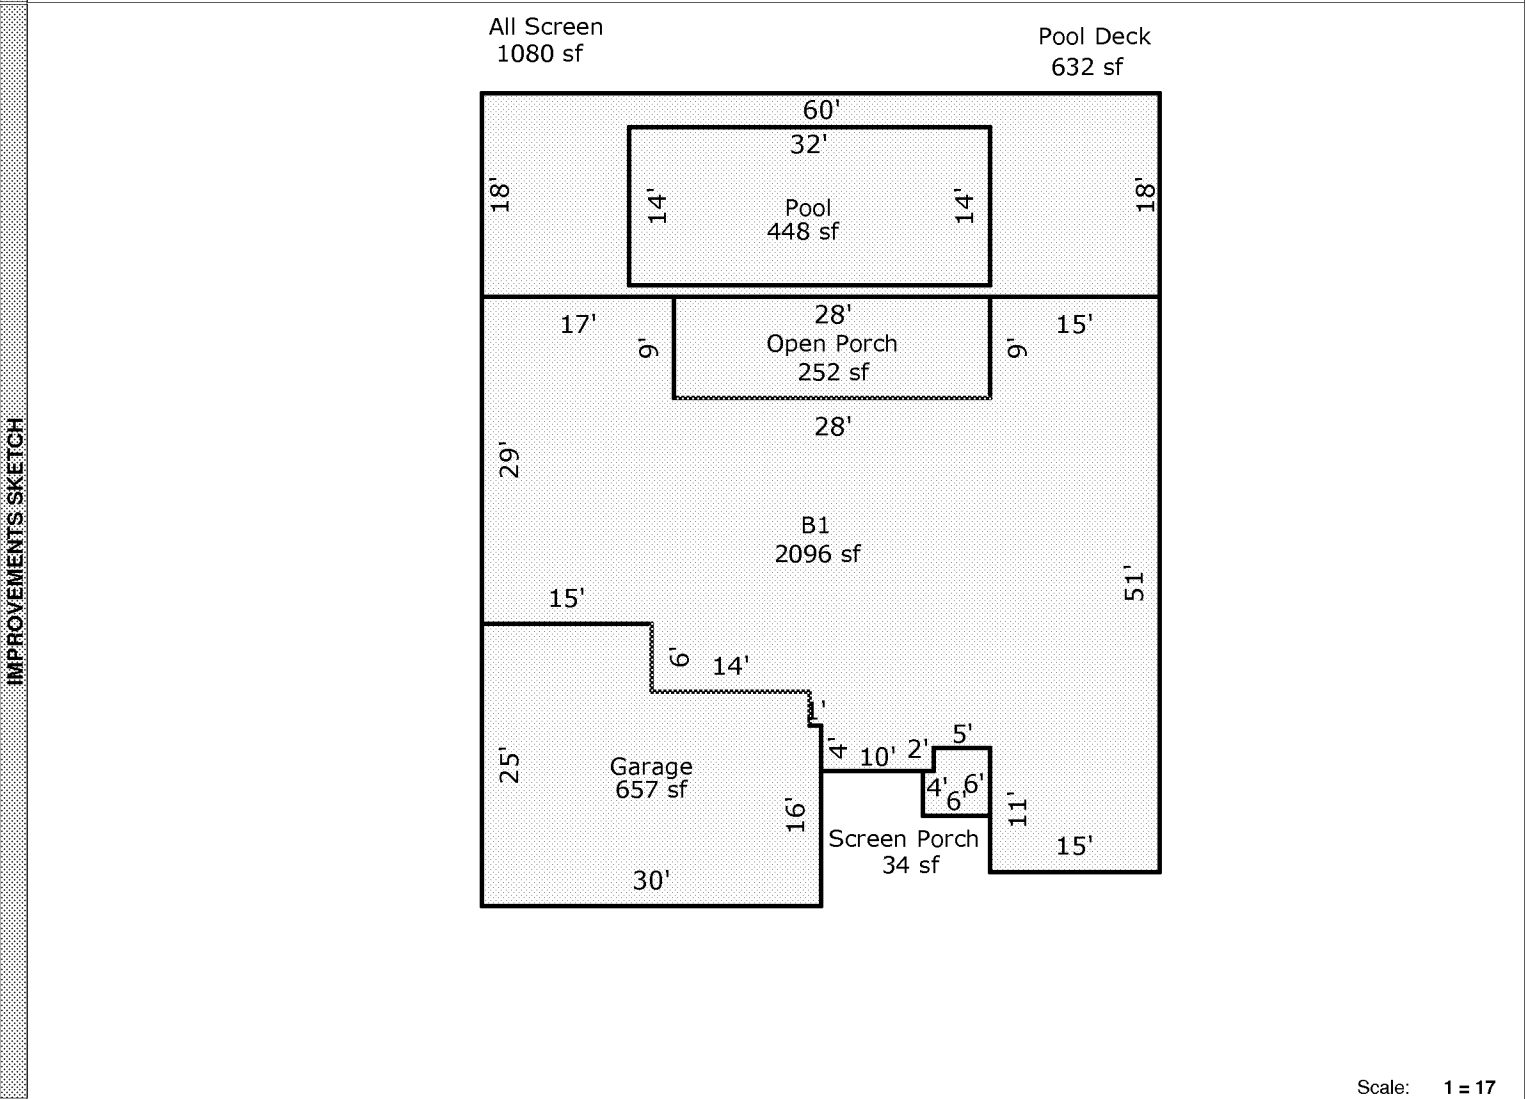 All Screen
1080 sf
Pool Deck
632 sf
60'
32'
18'
14'
Pool
448 sf
14'
18'
17'
28'
15'
9'
Open Porch
252 sf
9'
28'
29'
B1
2096 sf
51'
15'
6'
14'
1'
4'
10'
2'
5'
25'
Garage
657 sf
16'
4'
6'
6'
11'
Screen Porch
34 sf
15'
30'
IMPROVEMENTS SKETCH
Scale: 1 = 17